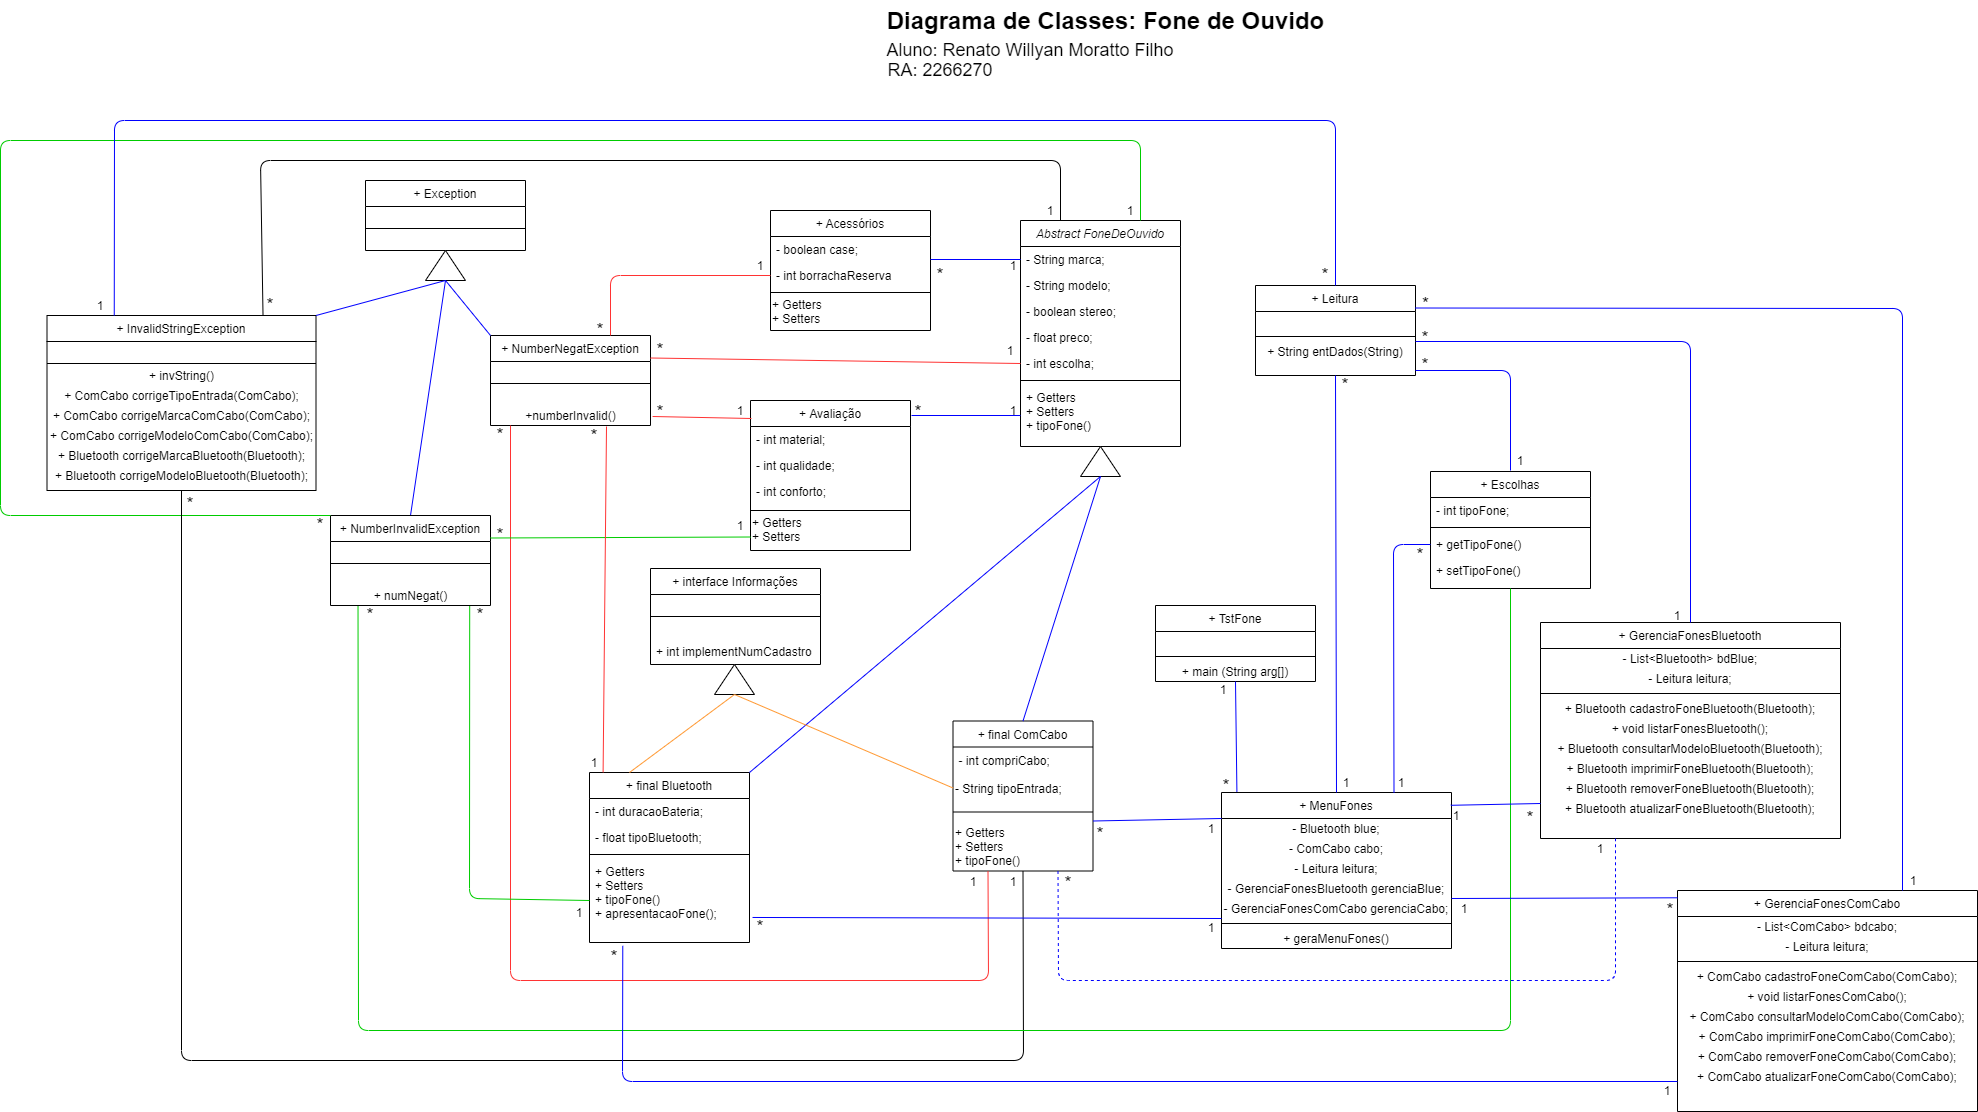 Diagrama de Classes: Fone de Ouvido
Aluno: Renato Willyan Moratto Filho
RA: 2266270
+ Exception
+ InvalidStringException
+ invString()
+ ComCabo corrigeTipoEntrada(ComCabo);
+ ComCabo corrigeMarcaComCabo(ComCabo);
+ ComCabo corrigeModeloComCabo(ComCabo);
+ Bluetooth corrigeMarcaBluetooth(Bluetooth);
+ Bluetooth corrigeModeloBluetooth(Bluetooth);
1
*
*
+ NumberNegatException
+numberInvalid()
*
*
*
*
*
+ NumberInvalidException
+ numNegat()
*
*
*
*
+ Acessórios
- boolean case;
- int borrachaReserva
+ Getters
+ Setters
1
*
+ Avaliação
- int material;
- int qualidade;
- int conforto;
+ Getters
+ Setters
1
*
1
Abstract FoneDeOuvido
- String marca;
- String modelo;
- boolean stereo;
- float preco;
- int escolha;
+ Getters
+ Setters
+ tipoFone()
1
1
1
1
1
+ interface Informações
+ int implementNumCadastro
+ final Bluetooth
- int duracaoBateria;
- float tipoBluetooth;
+ Getters
+ Setters
+ tipoFone()
+ apresentacaoFone();
1
1
*
*
+ final ComCabo
- int compriCabo;
- String tipoEntrada;
+ Getters
+ Setters
+ tipoFone()
*
1
1
*
+ Leitura
+ String entDados(String)
*
*
*
*
*
+ Escolhas
- int tipoFone;
+ getTipoFone()
+ setTipoFone()
1
*
+ TstFone
+ main (String arg[])
1
+ MenuFones
- Bluetooth blue;
- ComCabo cabo;
- Leitura leitura;
- GerenciaFonesBluetooth gerenciaBlue;
- GerenciaFonesComCabo gerenciaCabo;
+ geraMenuFones()
*
1
1
1
1
1
1
+ GerenciaFonesBluetooth
- List<Bluetooth> bdBlue;
- Leitura leitura;
+ Bluetooth cadastroFoneBluetooth(Bluetooth);
+ void listarFonesBluetooth();
+ Bluetooth consultarModeloBluetooth(Bluetooth);
+ Bluetooth imprimirFoneBluetooth(Bluetooth);
+ Bluetooth removerFoneBluetooth(Bluetooth);
+ Bluetooth atualizarFoneBluetooth(Bluetooth);
1
*
1
+ GerenciaFonesComCabo
- List<ComCabo> bdcabo;
- Leitura leitura;
+ ComCabo cadastroFoneComCabo(ComCabo);
+ void listarFonesComCabo();
+ ComCabo consultarModeloComCabo(ComCabo);
+ ComCabo imprimirFoneComCabo(ComCabo);
+ ComCabo removerFoneComCabo(ComCabo);
+ ComCabo atualizarFoneComCabo(ComCabo);
1
*
1